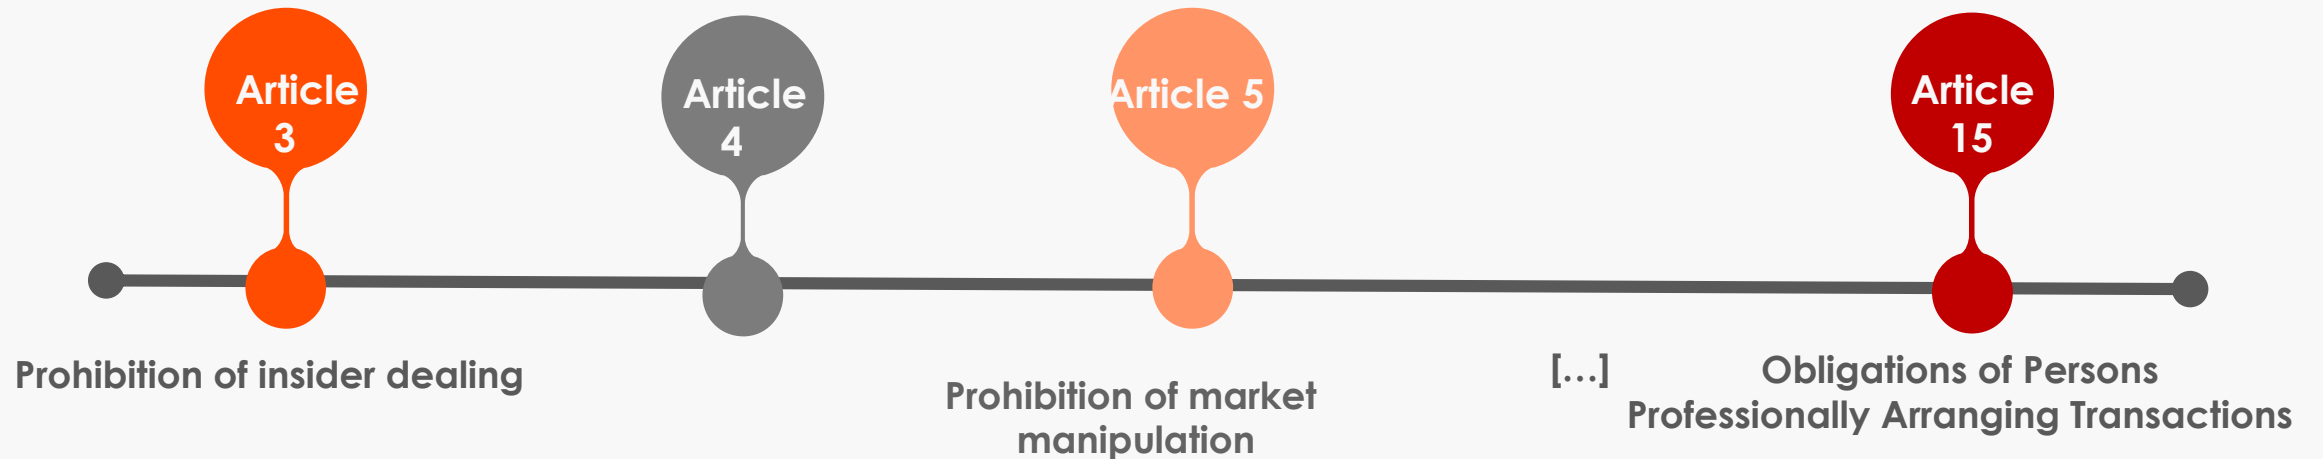 Article
3
Article
4
Article 5
Article
15
Prohibition of insider dealing
Prohibition of market
manipulation
[…]
Obligations of Persons
Professionally Arranging Transactions